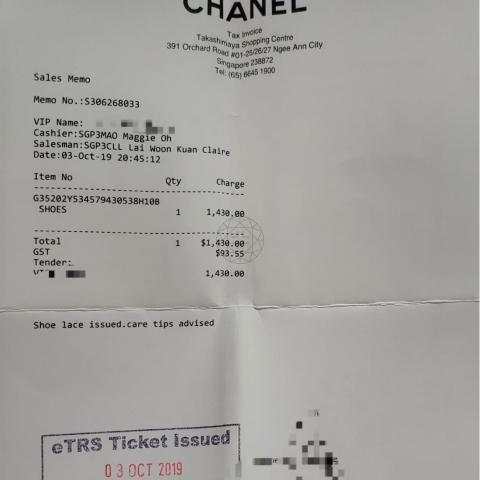 CHANEL
Tax Invoice
Takashimaya Shopping Centre
391 Orchard Road #01-25/26/27 Ngee Ann City
Singapore 238872
Tel: (65) 6645 1900
Sales Memo
Memo No.:S306268033
VIP Name:
Cashier:SGP3MAO Maggie Oh
Salesman:SGP3CLL Lai Woon Kuan Claire
Date:03-Oct-19 20:45:12
Item No Qty Charge
G35202Y534579430538H10B
SHOES 1 1,430.00
Total 1 $1,430.00
GST $93.55
Tender:
1,430.00
Shoe lace issued.care tips advised
eTRS Ticket Issued
03 OCT 2019